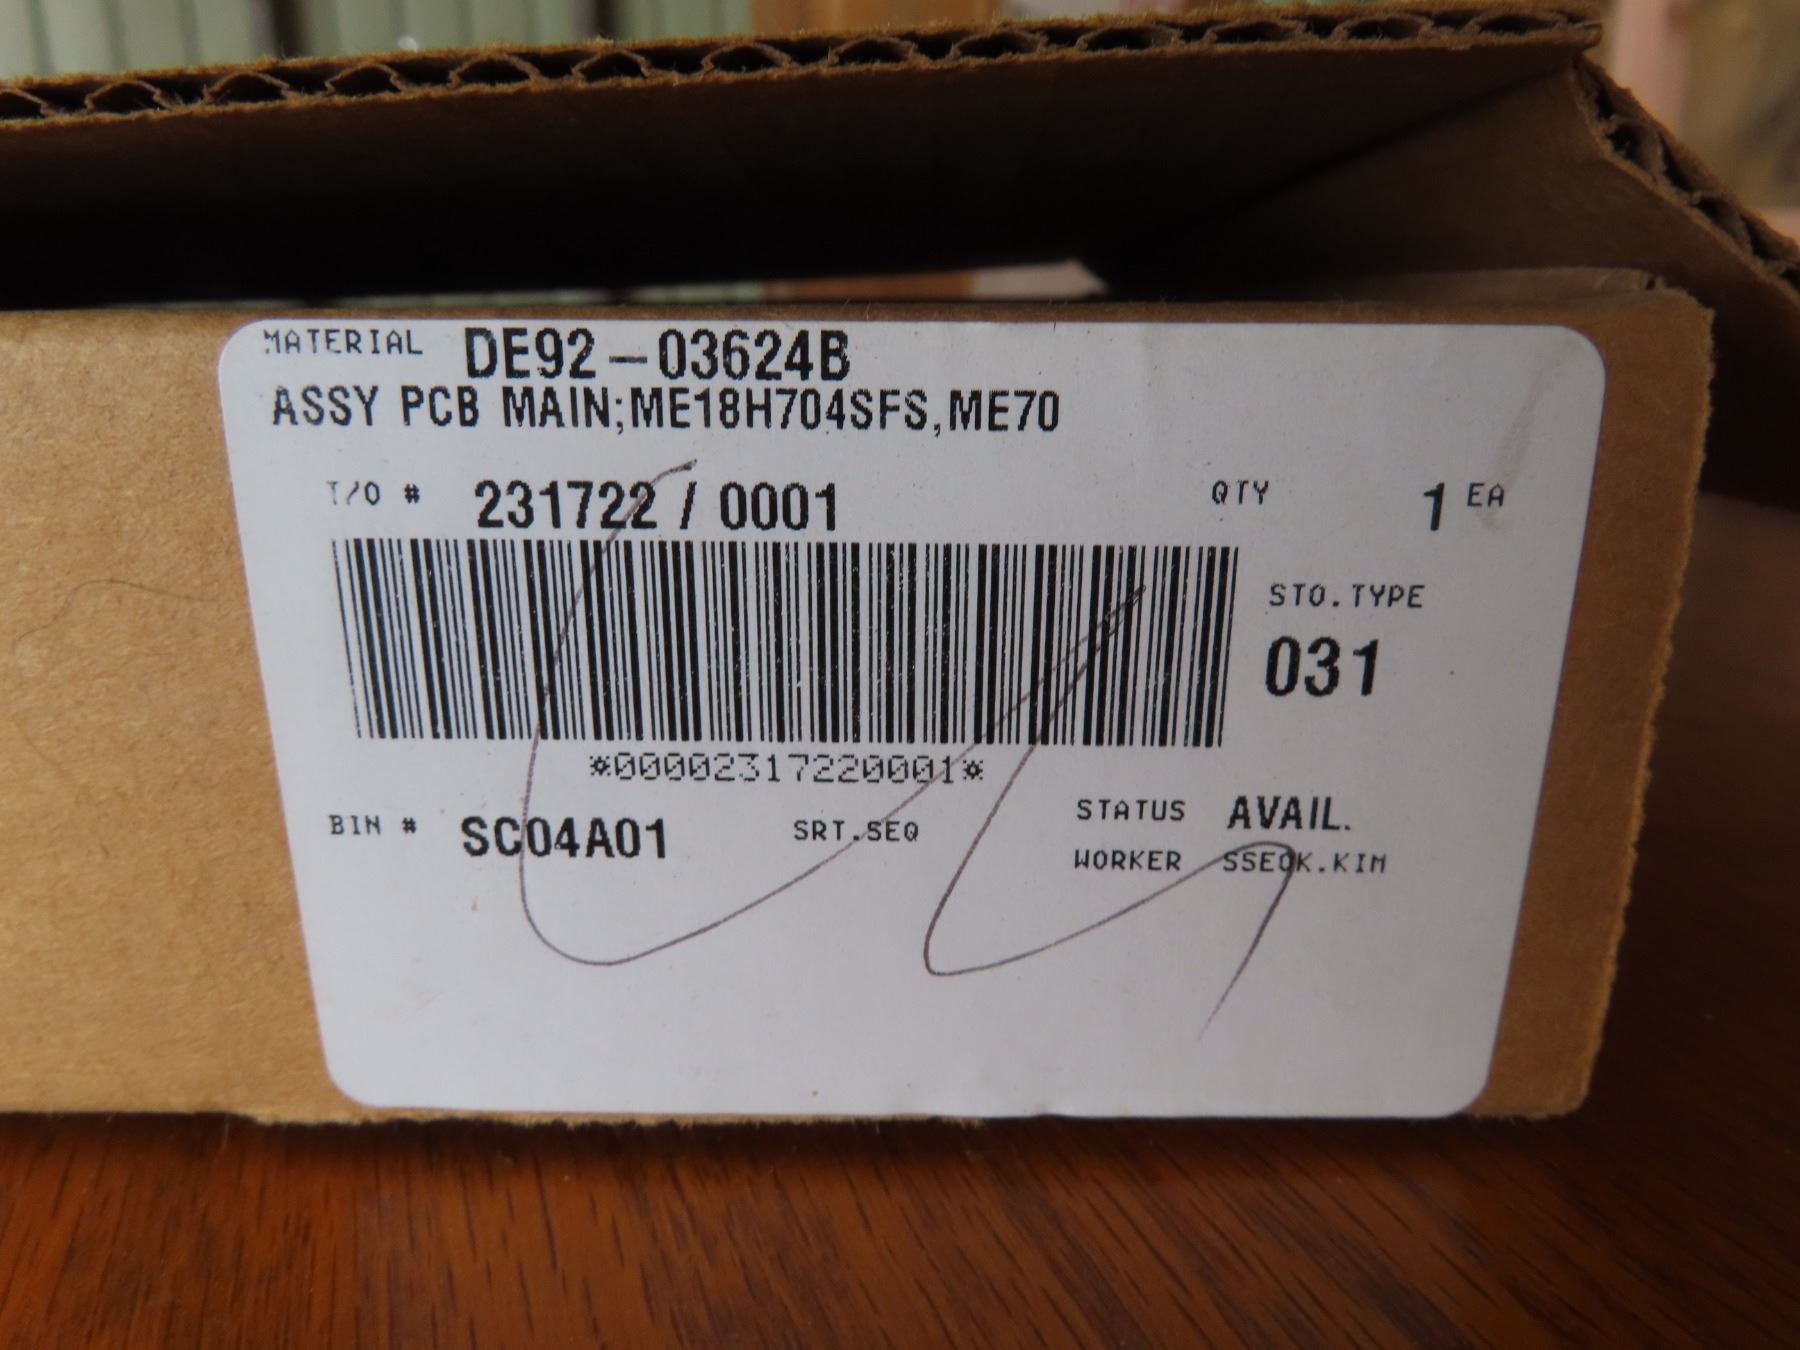 MATERIAL DE92-03624B
ASSY PCB MAIN;ME18H704SFS,ME70
T/O # 231722 / 0001 QTY 1 EA
STO.TYPE
031
*00002317220001*
BIN # SC04A01 SRT.SEQ STATUS AVAIL.
WORKER SSEOK.KIM